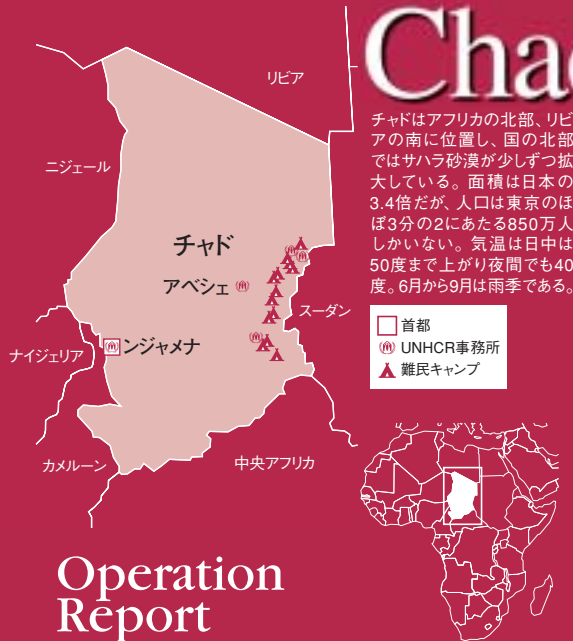 Cha
チャドはアフリカの北部、リビ
アの南に位置し、国の北部
ではサハラ砂漠が少しずつ拡
大している。面積は日本の
3.4倍だが、人口は東京のほ
ぼ3分の2にあたる850万人
しかいない。気温は日中は
50度まで上がり夜間でも40
度。6月から9月は雨季である。
リビア
ニジェール
チャド
アベシェ
スーダン
ンジャメナ
ナイジェリア
カメルーン
中央アフリカ
首都
UNHCR事務所
難民キャンプ
Operation
Report